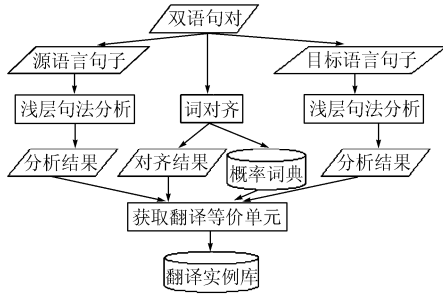 双语句对
源语言句子
目标语言句子
浅层句法分析
词对齐
浅层句法分析
分析结果
对齐结果
概率词典
分析结果
获取翻译等价单元
翻译实例库